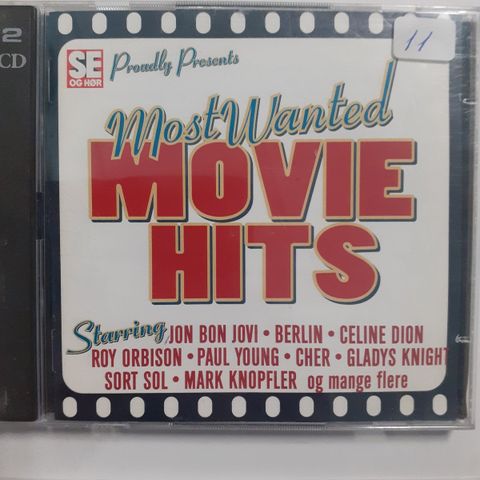 2
CD
11
SE
OG HØR
Proudly Presents
Most Wanted
MOVIE
HITS
Starring JON BON JOVI • BERLIN • CELINE DION
ROY ORBISON • PAUL YOUNG • CHER • GLADYS KNIGHT
SORT SOL • MARK KNOPFLER og mange flere